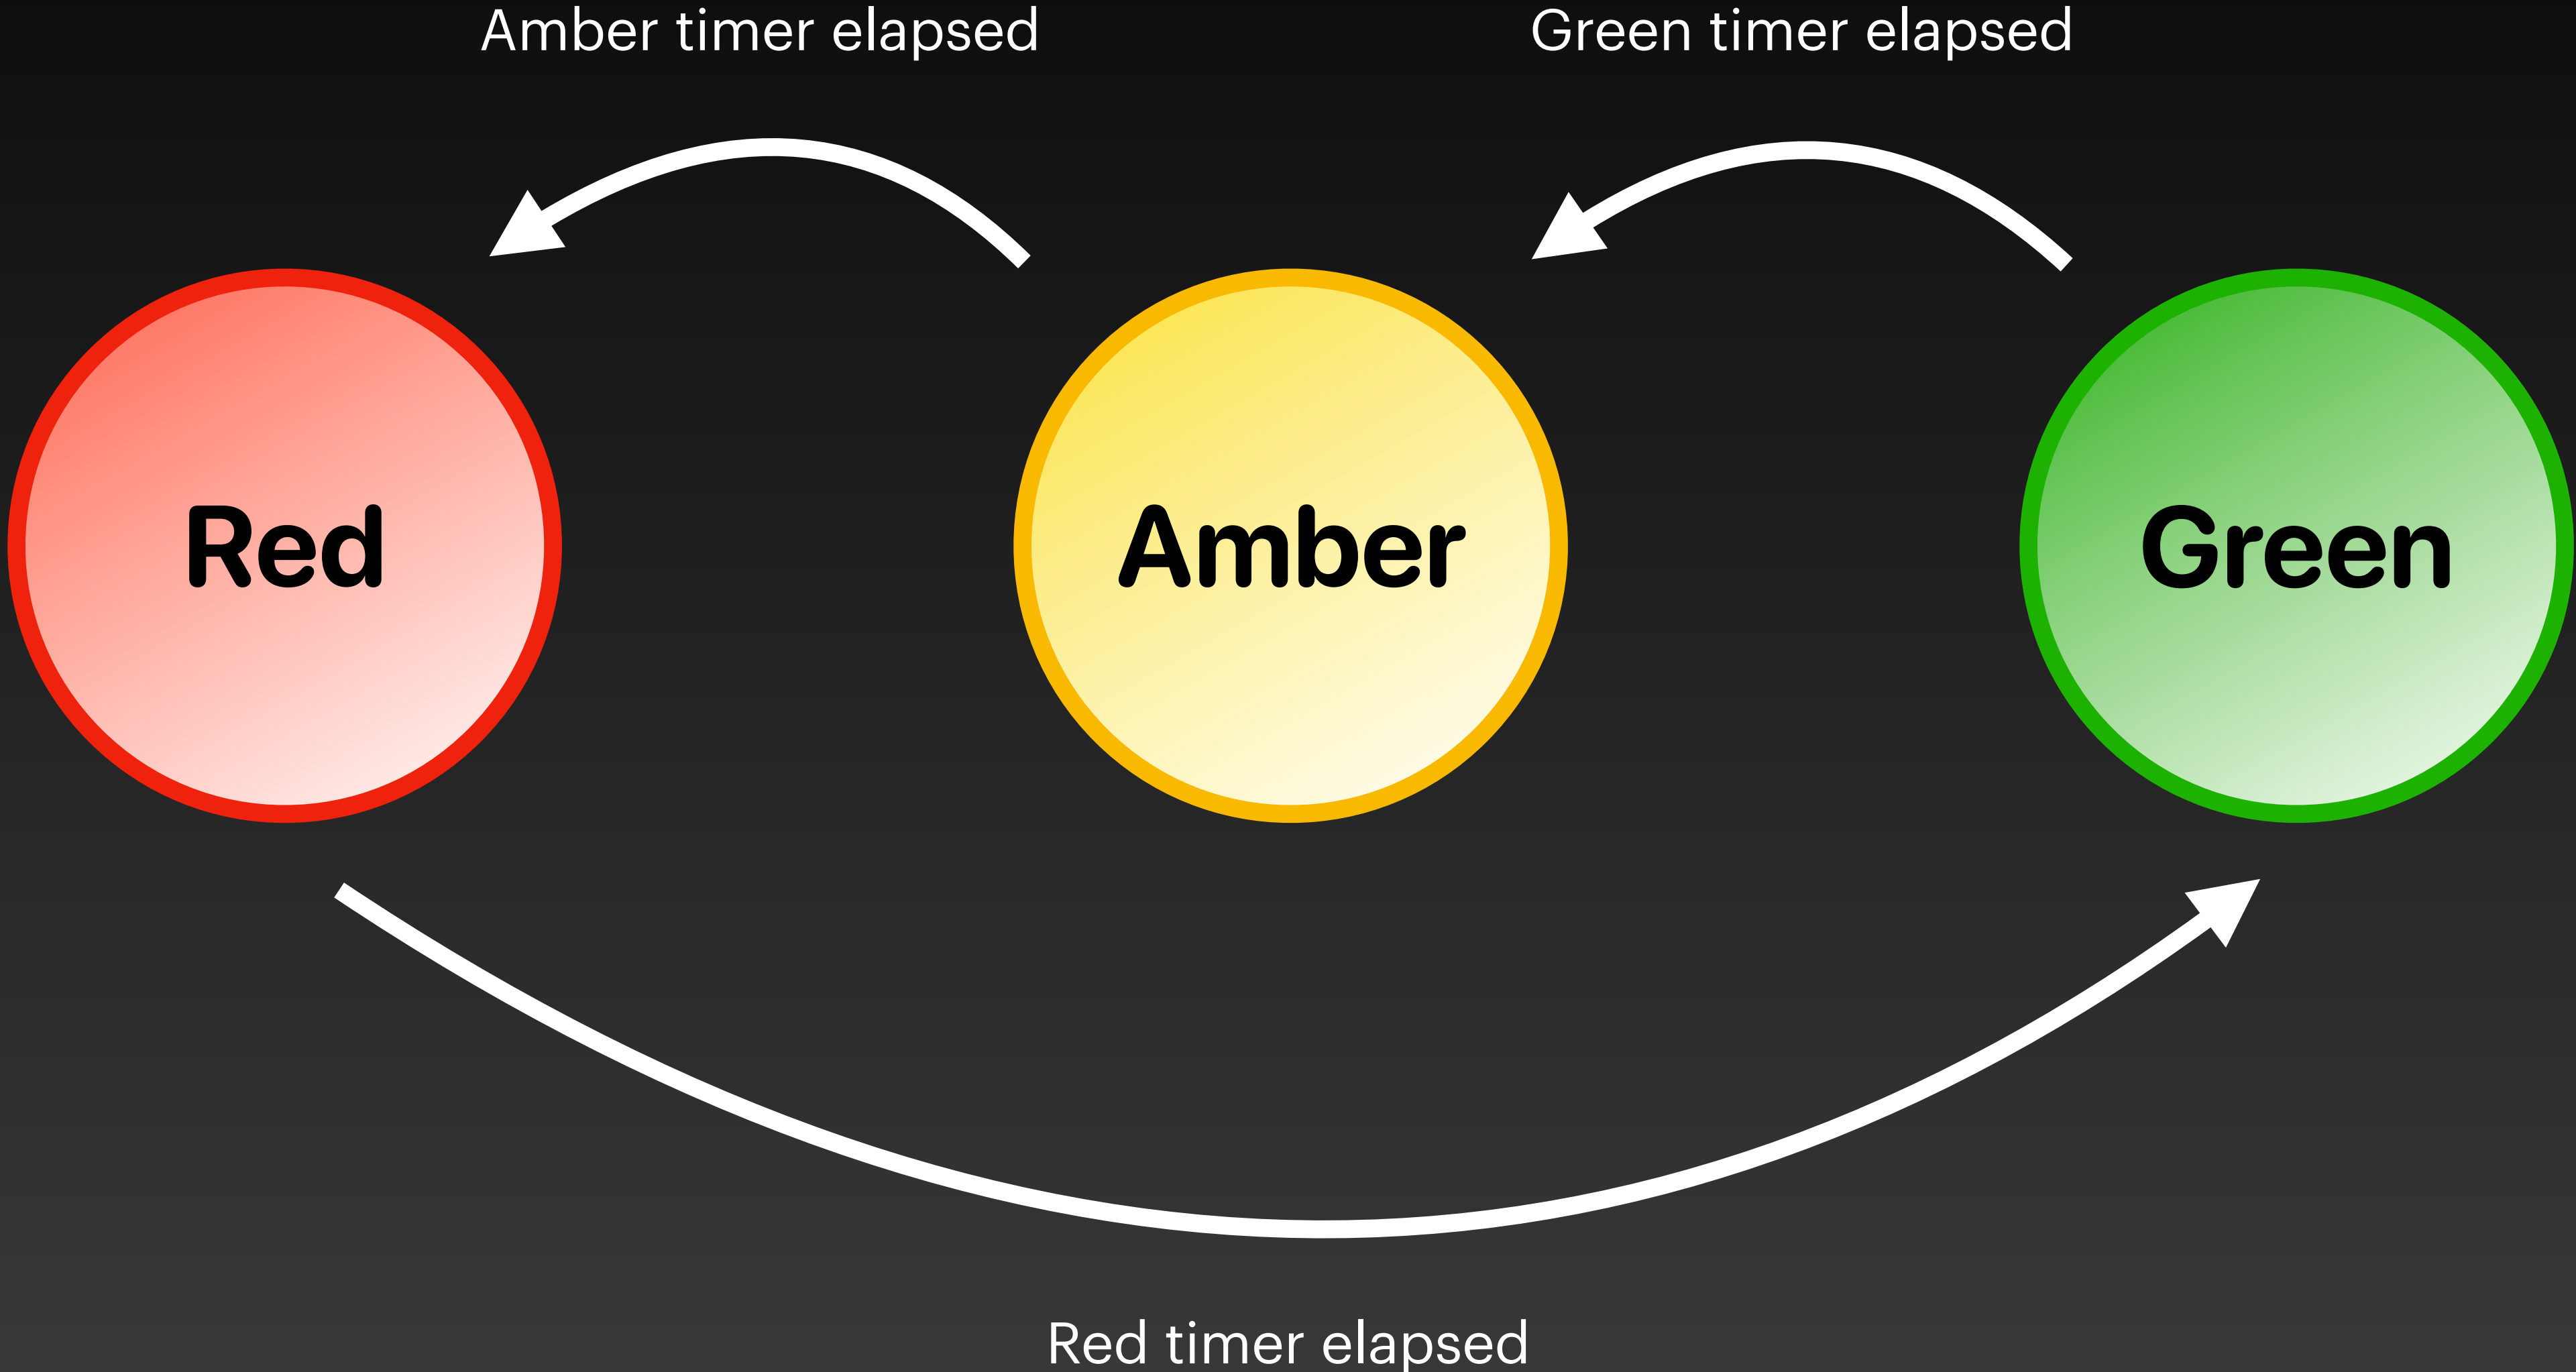 Amber timer elapsed
Green timer elapsed
Red
Amber
Green
Red timer elapsed